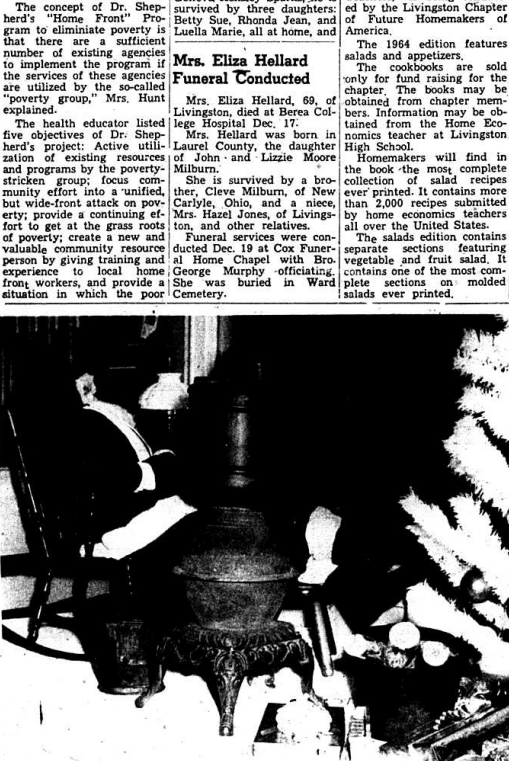 The concept of Dr. Shep-
herd's "Home Front" Pro-
gram to eliminiate poverty is
that there are a sufficient
number of existing agencies
to implement the program if
the services of these agencies
are utilized by the so-called
"poverty group," Mrs. Hunt
explained.
The health educator listed
five objectives of Dr. Shep-
herd's project: Active utili-
zation of existing resources
and programs by the poverty-
stricken group; focus com-
munity effort into a unified,
but wide-front attack on pov-
erty; provide a continuing ef-
fort to get at the grass roots
of poverty; create a new and
valuable community resource
person by giving training and
experience to local home
front workers, and provide a
situation in which the poor
survived by three daughters:
Betty Sue, Rhonda Jean, and
Luella Marie, all at home, and
Mrs. Eliza Hellard
Funeral Conducted
Mrs. Eliza Hellard, 69, of
Livingston, died at Berea Col-
lege Hospital Dec. 17.
Mrs. Hellard was born in
Laurel County, the daughter
of John and Lizzie Moore
Milburn.
She is survived by a bro-
ther, Cleve Milburn, of New
Carlyle, Ohio, and a niece,
Mrs. Hazel Jones, of Livings-
ton, and other relatives.
Funeral services were con-
ducted Dec. 19 at Cox Funer-
al Home Chapel with Bro.
George Murphy officiating.
She was buried in Ward
Cemetery.
ed by the Livingston Chapter
of Future Homemakers of
America.
The 1964 edition features
salads and appetizers.
The cookbooks are sold
only for fund raising for the
chapter. The books may be
obtained from chapter mem-
bers. Information may be ob-
tained from the Home Eco-
nomics teacher at Livingston
High School.
Homemakers will find in
the book the most complete
collection of salad recipes
ever printed. It contains more
than 2,000 recipes submitted
by home economics teachers
all over the United States.
The salads edition contains
separate sections featuring
vegetable and fruit salad. It
contains one of the most com-
plete sections on molded
salads ever printed.